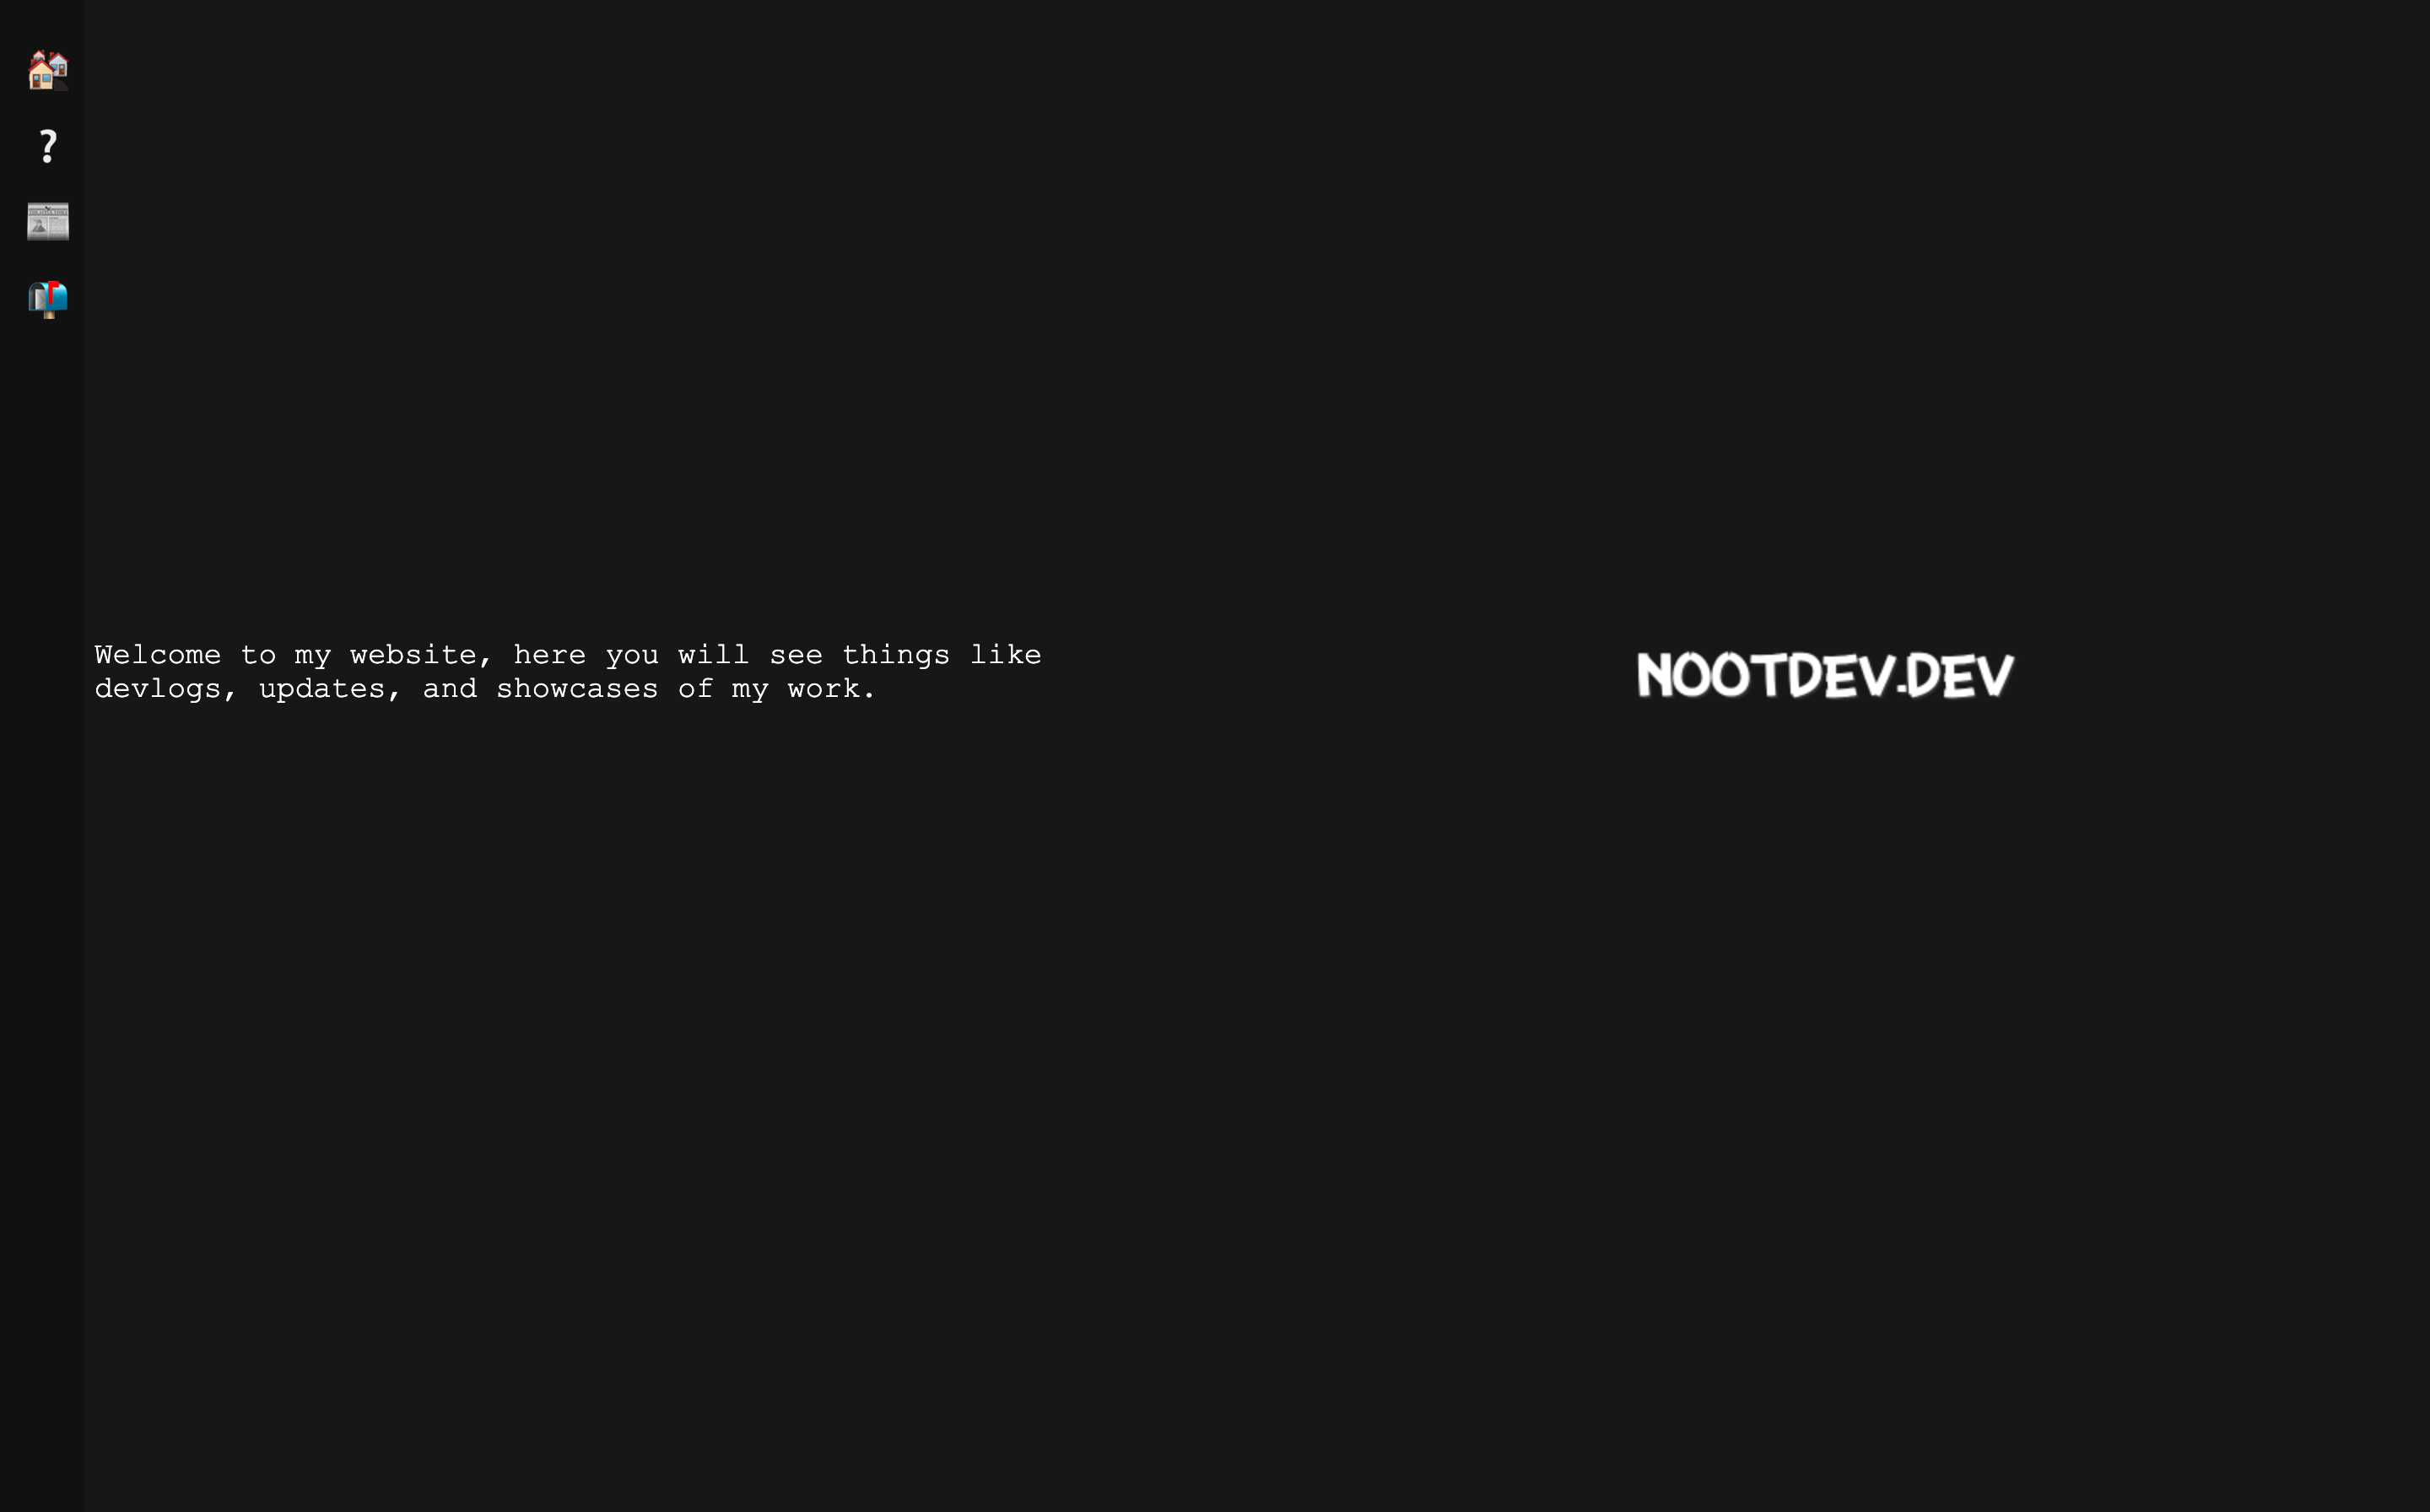 ?
Welcome to my website, here you will see things like
devlogs, updates, and showcases of my work.
NOOTDEV.DEV